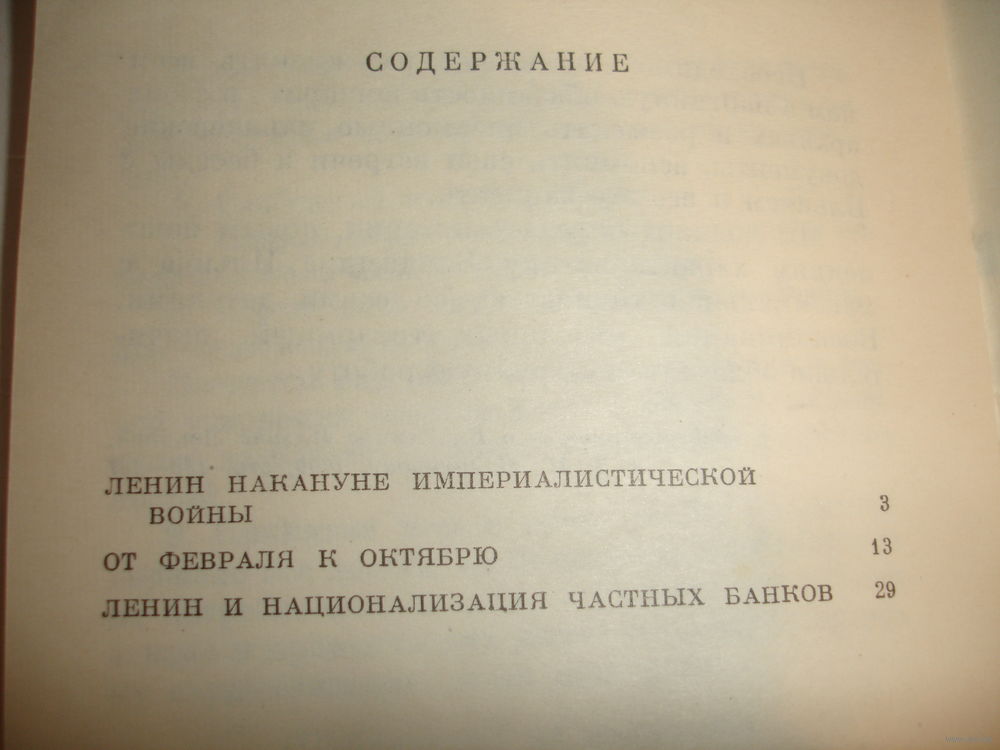 СОДЕРЖАНИЕ
ЛЕНИН НАКАНУНЕ ИМПЕРИАЛИСТИЧЕСКОЙ
ВОЙНЫ 3
ОТ ФЕВРАЛЯ К ОКТЯБРЮ 13
ЛЕНИН И НАЦИОНАЛИЗАЦИЯ ЧАСТНЫХ БАНКОВ 29